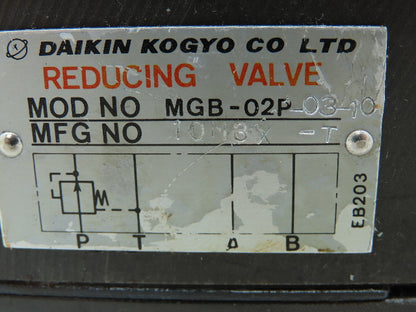 DAIKIN KOGYO CO LTD
REDUCING VALVE
MOD NO MGB-02P-03-10
MFG NO -T
P T A B
EB203